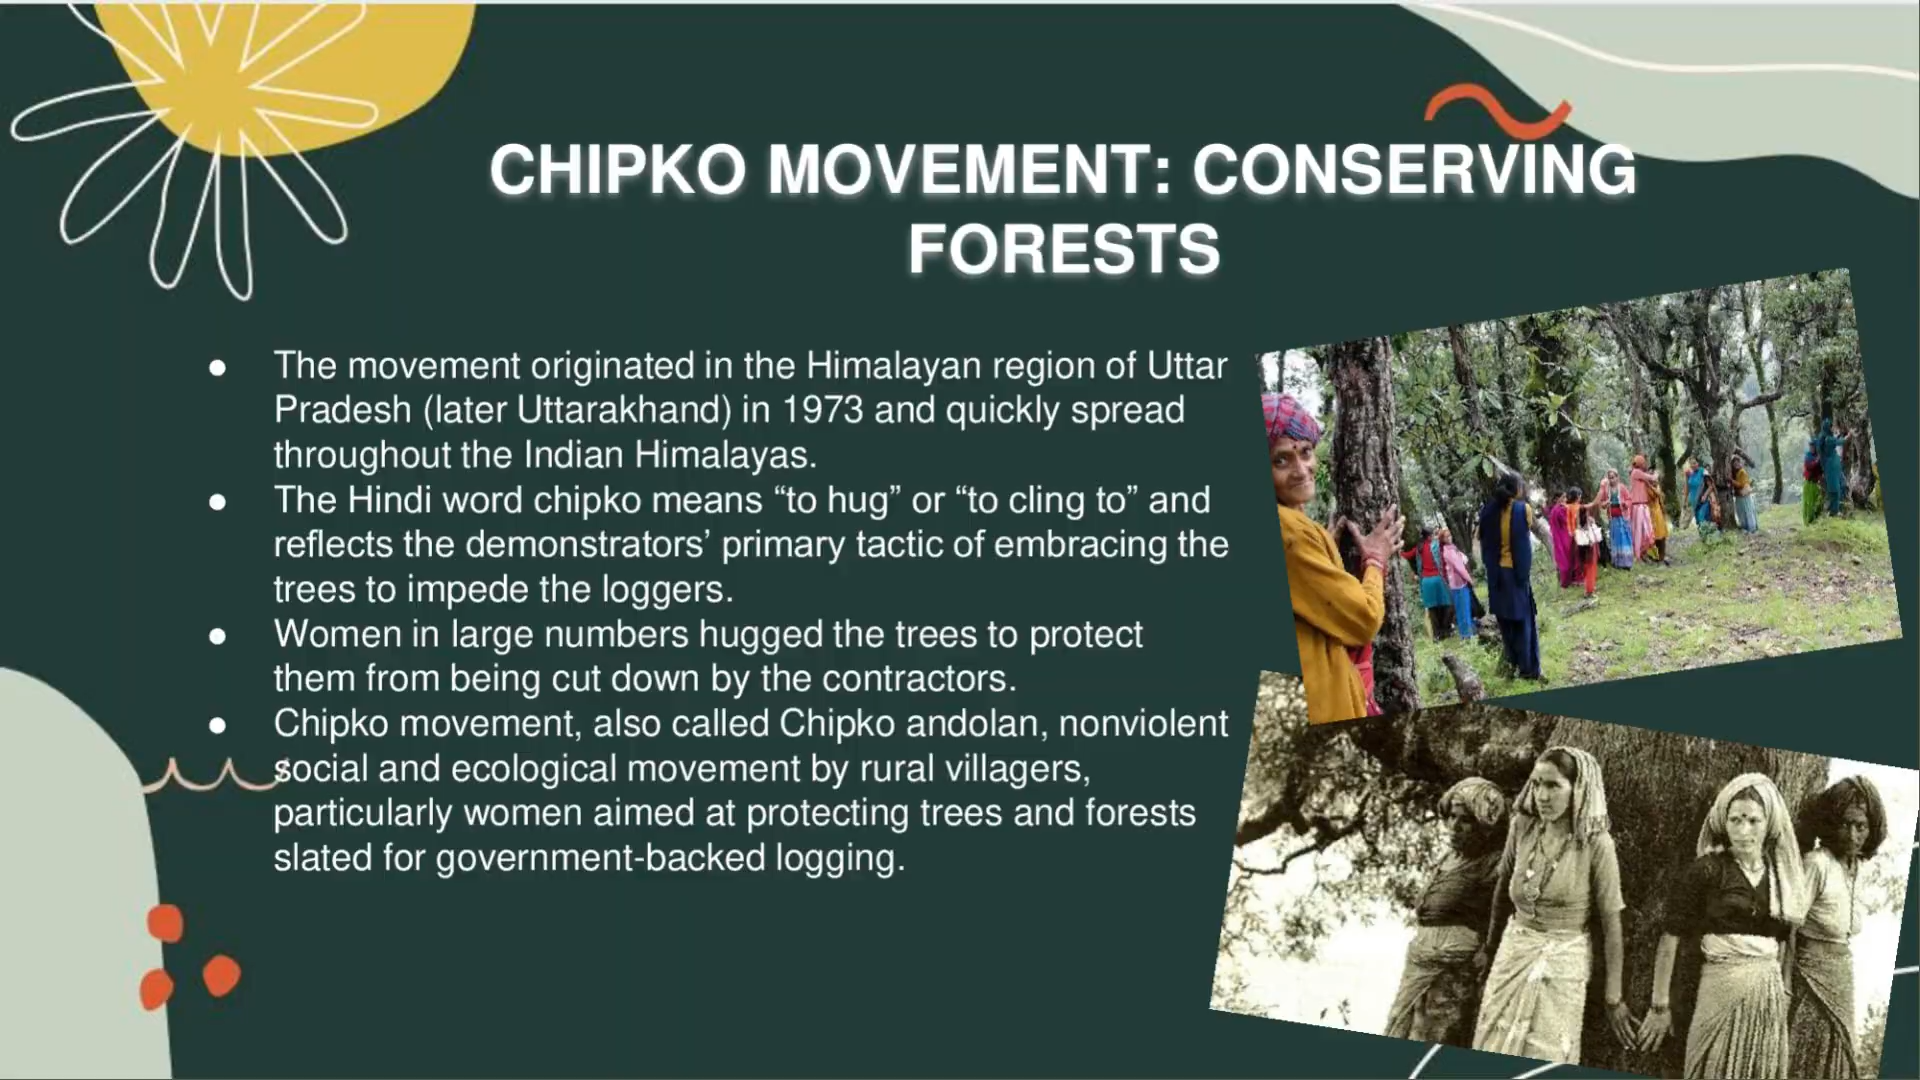 CHIPKO MOVEMENT: CONSERVING
FORESTS
● The movement originated in the Himalayan region of Uttar
Pradesh (later Uttarakhand) in 1973 and quickly spread
throughout the Indian Himalayas.
● The Hindi word chipko means “to hug” or “to cling to” and
reflects the demonstrators’ primary tactic of embracing the
trees to impede the loggers.
● Women in large numbers hugged the trees to protect
them from being cut down by the contractors.
● Chipko movement, also called Chipko andolan, nonviolent
social and ecological movement by rural villagers,
particularly women aimed at protecting trees and forests
slated for government-backed logging.